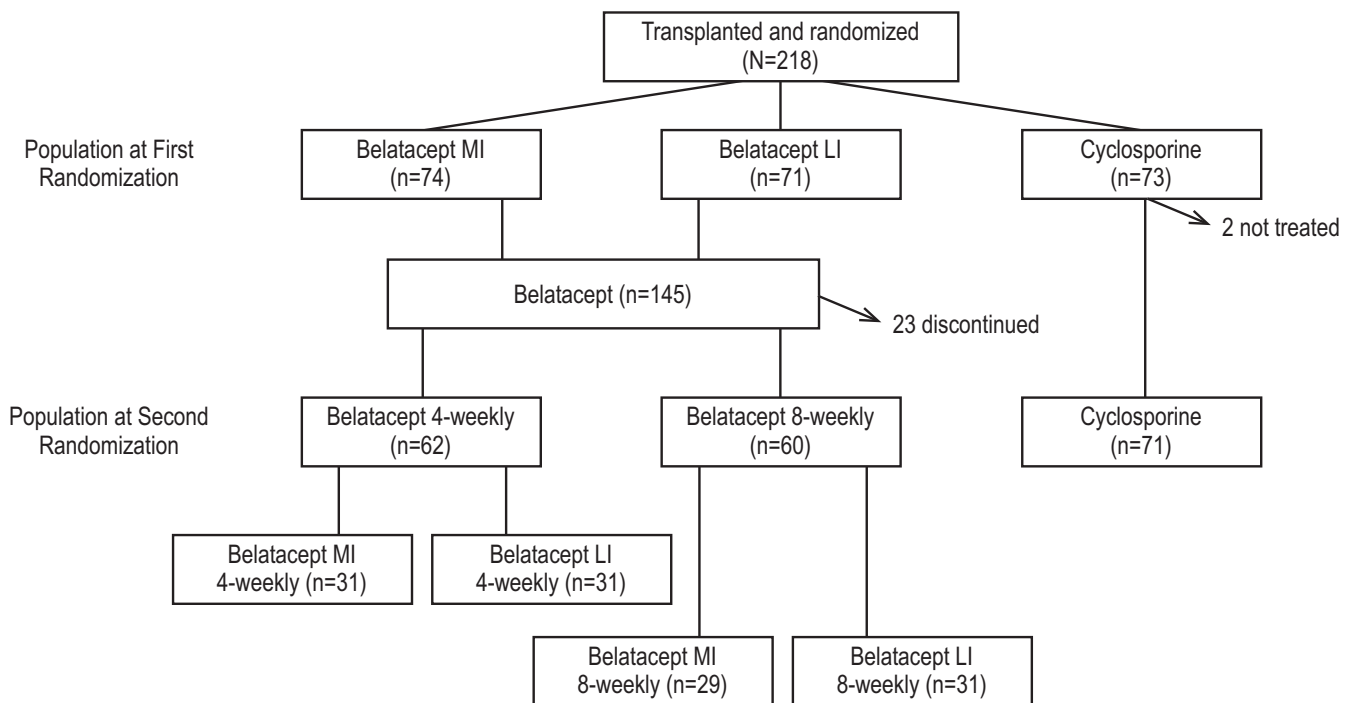 Transplanted and randomized
(N=218)
Population at First
Randomization
Belatacept MI
(n=74)
Belatacept LI
(n=71)
Cyclosporine
(n=73)
2 not treated
Belatacept (n=145)
23 discontinued
Population at Second
Randomization
Belatacept 4-weekly
(n=62)
Belatacept 8-weekly
(n=60)
Cyclosporine
(n=71)
Belatacept MI
4-weekly (n=31)
Belatacept LI
4-weekly (n=31)
Belatacept MI
8-weekly (n=29)
Belatacept LI
8-weekly (n=31)